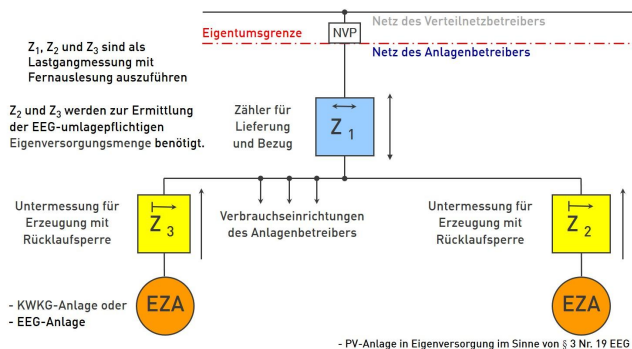 Netz des Verteilnetzbetreibers
Eigentumsgrenze
NVP
Netz des Anlagenbetreibers
Z1, Z2 und Z3 sind als
Lastgangmessung mit
Fernauslesung auszuführen
Z2 und Z3 werden zur Ermittlung
der EEG-umlagepflichtigen
Eigenversorgungsmenge benötigt.
Zähler für
Lieferung
und Bezug
Z 1
Untermessung für
Erzeugung mit
Rücklaufsperre
Z 3
Verbrauchseinrichtungen
des Anlagenbetreibers
Untermessung für
Erzeugung mit
Rücklaufsperre
Z 2
- KWKG-Anlage oder
- EEG-Anlage
EZA
EZA
- PV-Anlage in Eigenversorgung im Sinne von § 3 Nr. 19 EEG